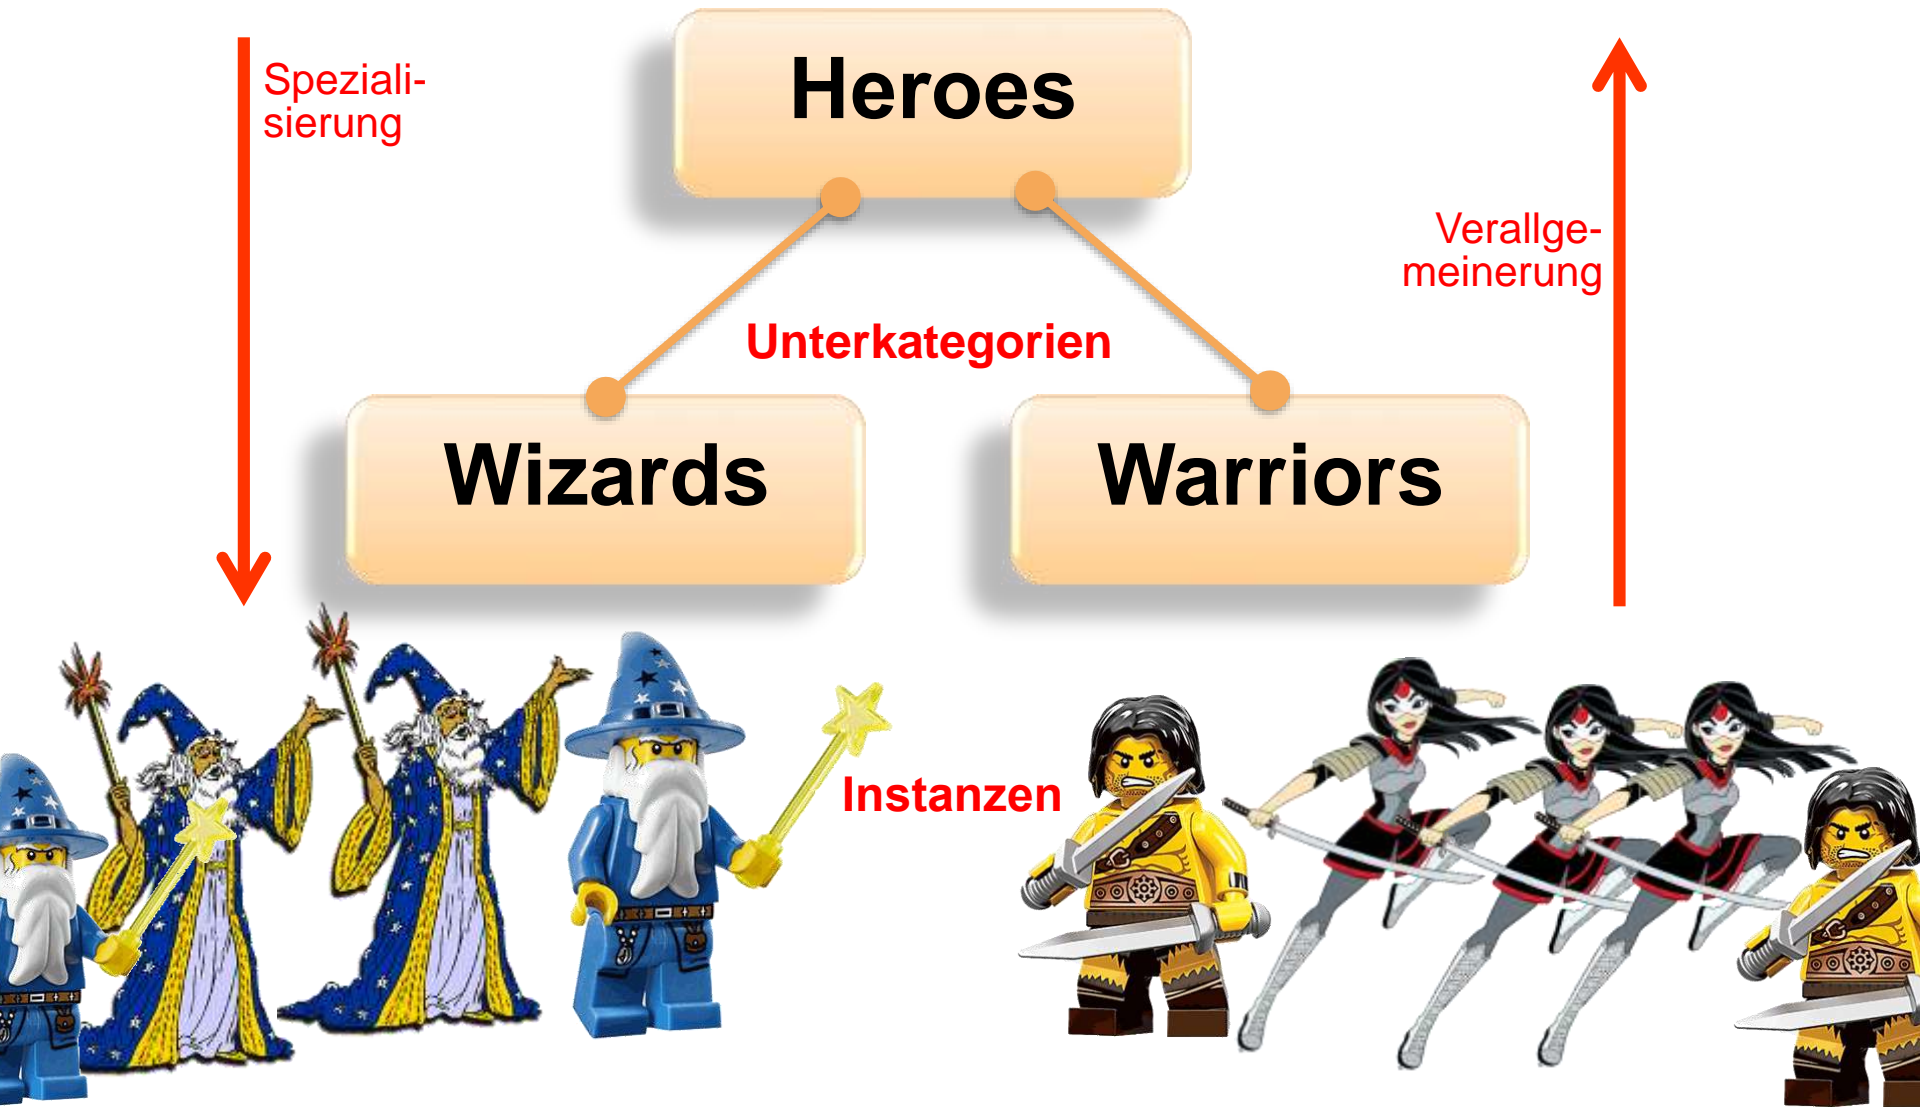 Heroes
Speziali-
sierung
Verallge-
meinerung
Unterkategorien
Wizards
Warriors
Instanzen